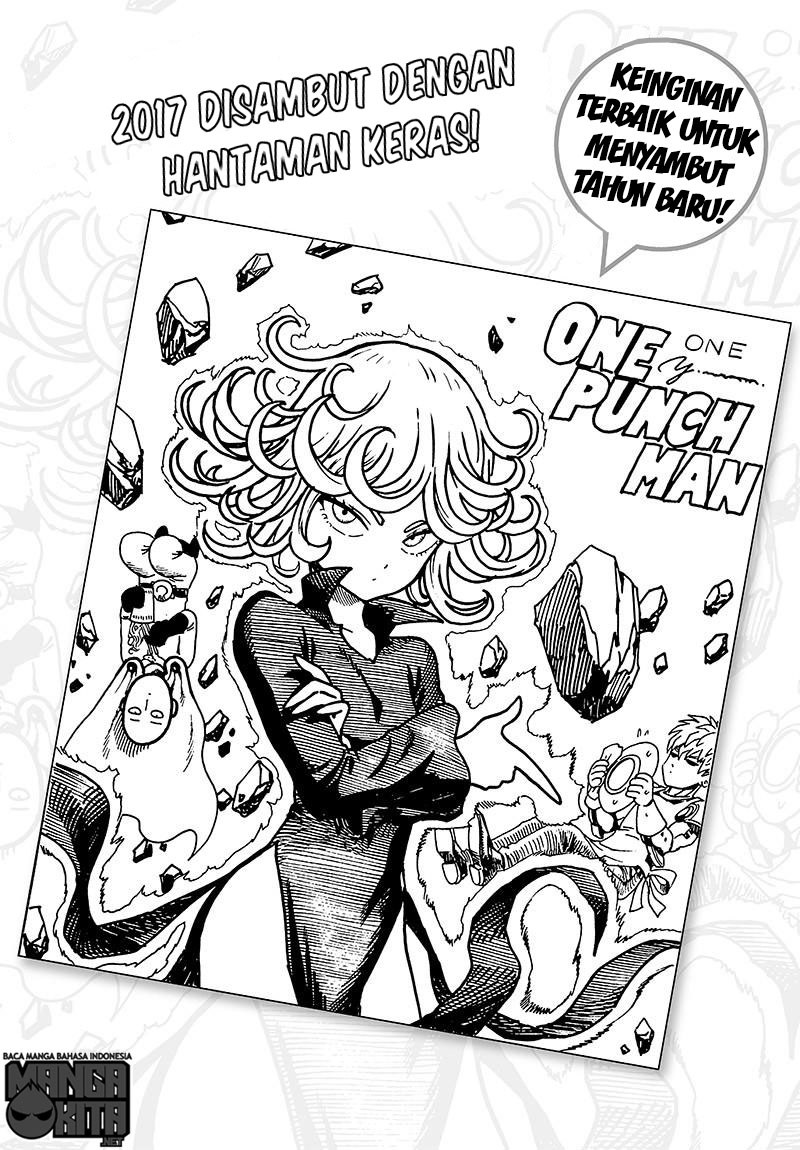 2017 DISAMBUT DENGAN
HANTAMAN KERAS!
KEINGINAN
TERBAIK UNTUK
MENYAMBUT
TAHUN BARU!
ONE
PUNCH
MAN
ONE
BACA MANGA BAHASA INDONESIA
MANGA
KITA
.NET